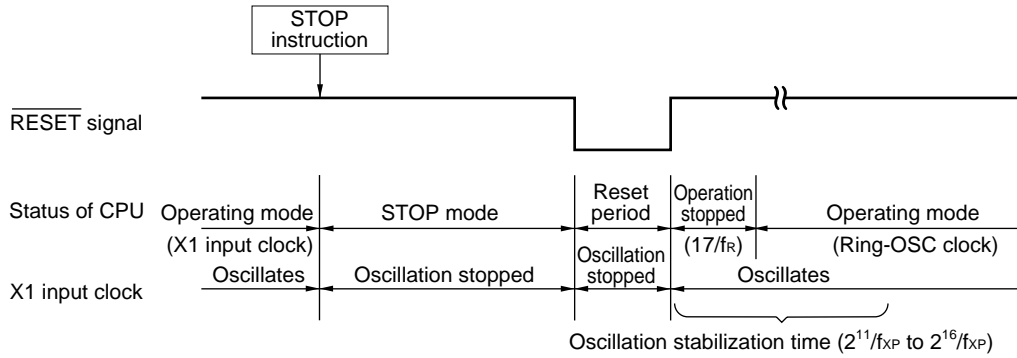 STOP
instruction
RESET signal
Status of CPU
Operating mode
(X1 input clock)
STOP mode
Reset
period
Operation
stopped
(17/fR)
Operating mode
(Ring-OSC clock)
X1 input clock
Oscillates
Oscillation stopped
Oscillation
stopped
Oscillates
Oscillation stabilization time (2^11/fXP to 2^16/fXP)